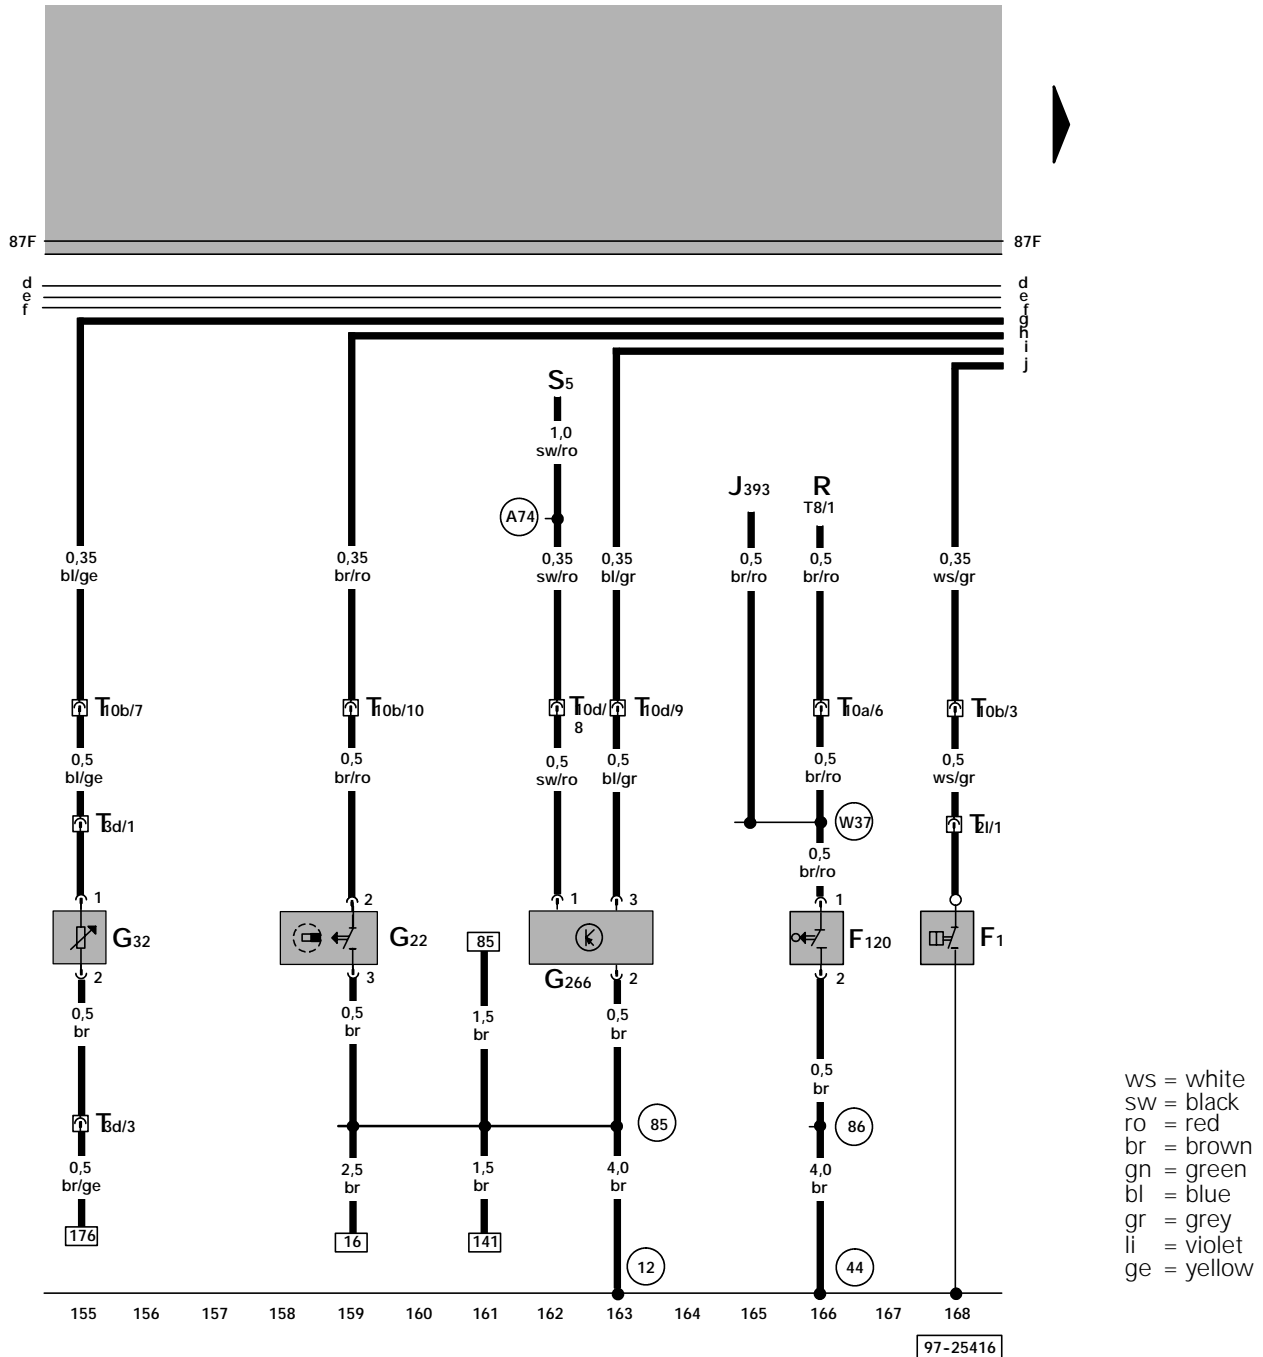 87F 87F
d d
e e
f f
g
h
i
j
S5
1,0
sw/ro
J393 R
T8/1
A74
0,35 0,35 0,35 0,35 0,5 0,5 0,35
bl/ge br/ro sw/ro bl/gr br/ro br/ro ws/gr
T10b/7 T10b/10 T10d/ T10d/9 T10a/6 T10b/3
8
0,5 0,5 0,5 0,5 0,5 0,5
bl/ge br/ro sw/ro bl/gr br/ro ws/gr
T3d/1 W37 T2l/1
0,5
br/ro
1 2 1 3 1
G32 G22 85 F120 F1
G266
2 3 2 2
0,5 0,5 1,5 0,5
br br br br
0,5
br
T3d/3 85 86
0,5 2,5 1,5 4,0 4,0
br/ge br br br br
176 16 141
12 44
155 156 157 158 159 160 161 162 163 164 165 166 167 168
97-25416
ws = white
sw = black
ro = red
br = brown
gn = green
bl = blue
gr = grey
li = violet
ge = yellow